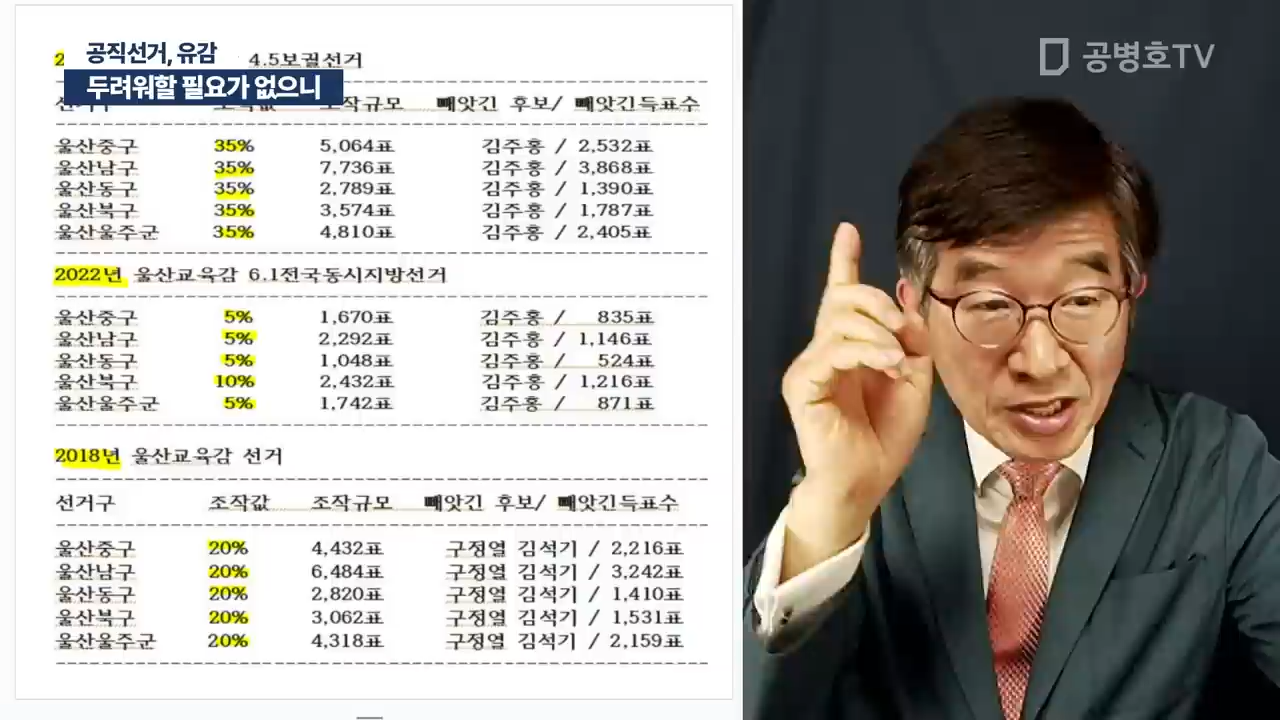 공직선거, 유감
두려워할 필요가 없으니
공병호TV
2 4.5보궐선거
조작규모 빼앗긴 후보/ 빼앗긴득표수
울산중구 35% 5,064표 김주홍 / 2,532표
울산남구 35% 7,736표 김주홍 / 3,868표
울산동구 35% 2,789표 김주홍 / 1,390표
울산북구 35% 3,574표 김주홍 / 1,787표
울산울주군 35% 4,810표 김주홍 / 2,405표
2022년 울산교육감 6.1전국동시지방선거
울산중구 5% 1,670표 김주홍 / 835표
울산남구 5% 2,292표 김주홍 / 1,146표
울산동구 5% 1,048표 김주홍 / 524표
울산북구 10% 2,432표 김주홍 / 1,216표
울산울주군 5% 1,742표 김주홍 / 871표
2018년 울산교육감 선거
선거구 조작값 조작규모 빼앗긴 후보/ 빼앗긴득표수
울산중구 20% 4,432표 구정열 김석기 / 2,216표
울산남구 20% 6,484표 구정열 김석기 / 3,242표
울산동구 20% 2,820표 구정열 김석기 / 1,410표
울산북구 20% 3,062표 구정열 김석기 / 1,531표
울산울주군 20% 4,318표 구정열 김석기 / 2,159표